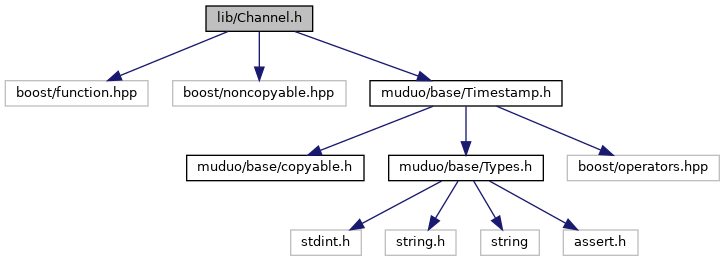 lib/Channel.h
boost/function.hpp
boost/noncopyable.hpp
muduo/base/Timestamp.h
muduo/base/copyable.h
muduo/base/Types.h
boost/operators.hpp
stdint.h
string.h
string
assert.h